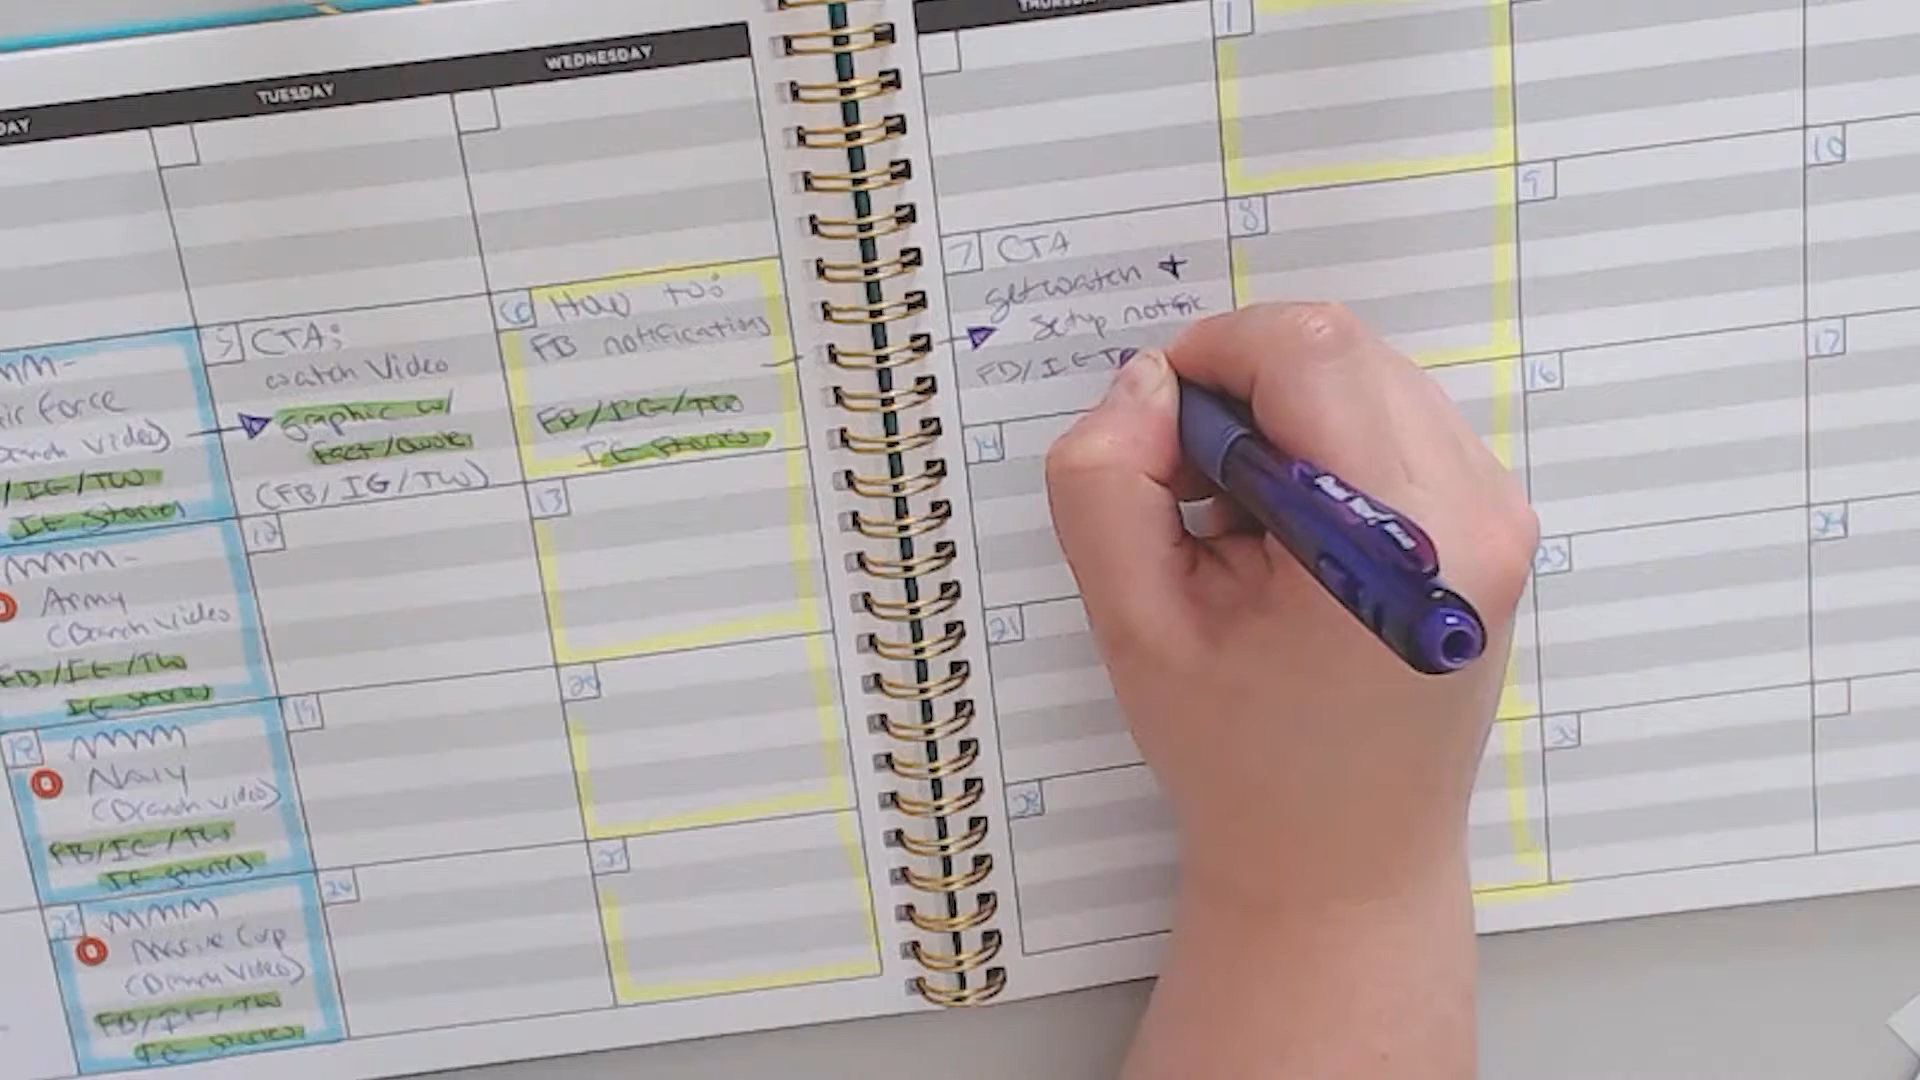 TUESDAY
WEDNESDAY
Air Force
(Branch Video)
FB/IG/TW
IG Stories
5 CTA:
watch Video
graphic w/
Fact/Quote
(FB/IG/TW)
6 How to:
FB notifications
FB/IG/TW
IG Stories
7 CTA
get watch +
Setup notific
FB/IG
1
8
9
10
MMM-
Army
(Branch Video
FB/IG/TW
IG Stories
12
13
14
16
17
MMM
Navy
(Branch Video)
FB/IG/TW
IG Stories
19
20
21
23
24
25 MMM
Marine Corp
(Branch Video)
FB/IG/TW
IG Stories
26
27
28